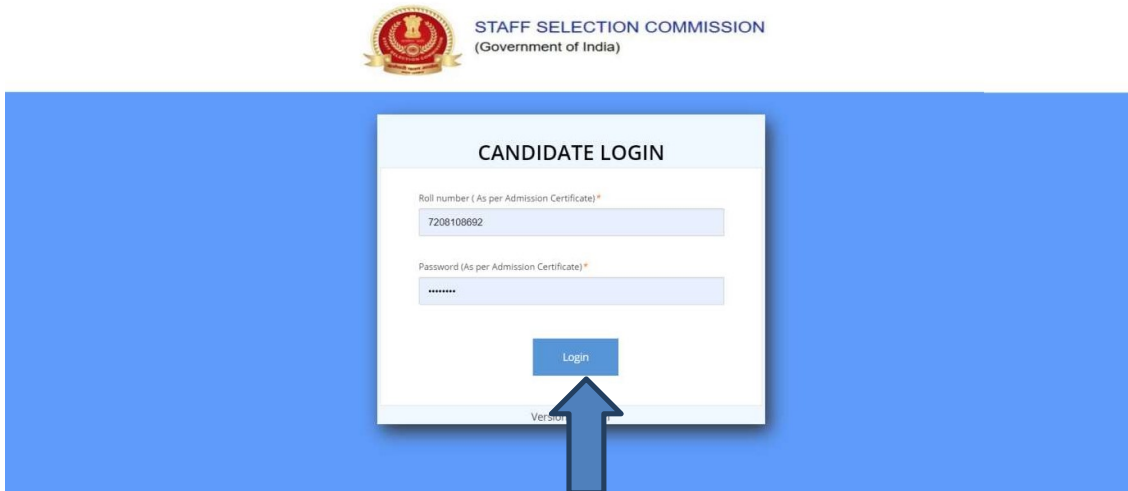 STAFF SELECTION COMMISSION
(Government of India)
CANDIDATE LOGIN
Roll number ( As per Admission Certificate)*
7208108692
Password (As per Admission Certificate)*
••••••••
Login